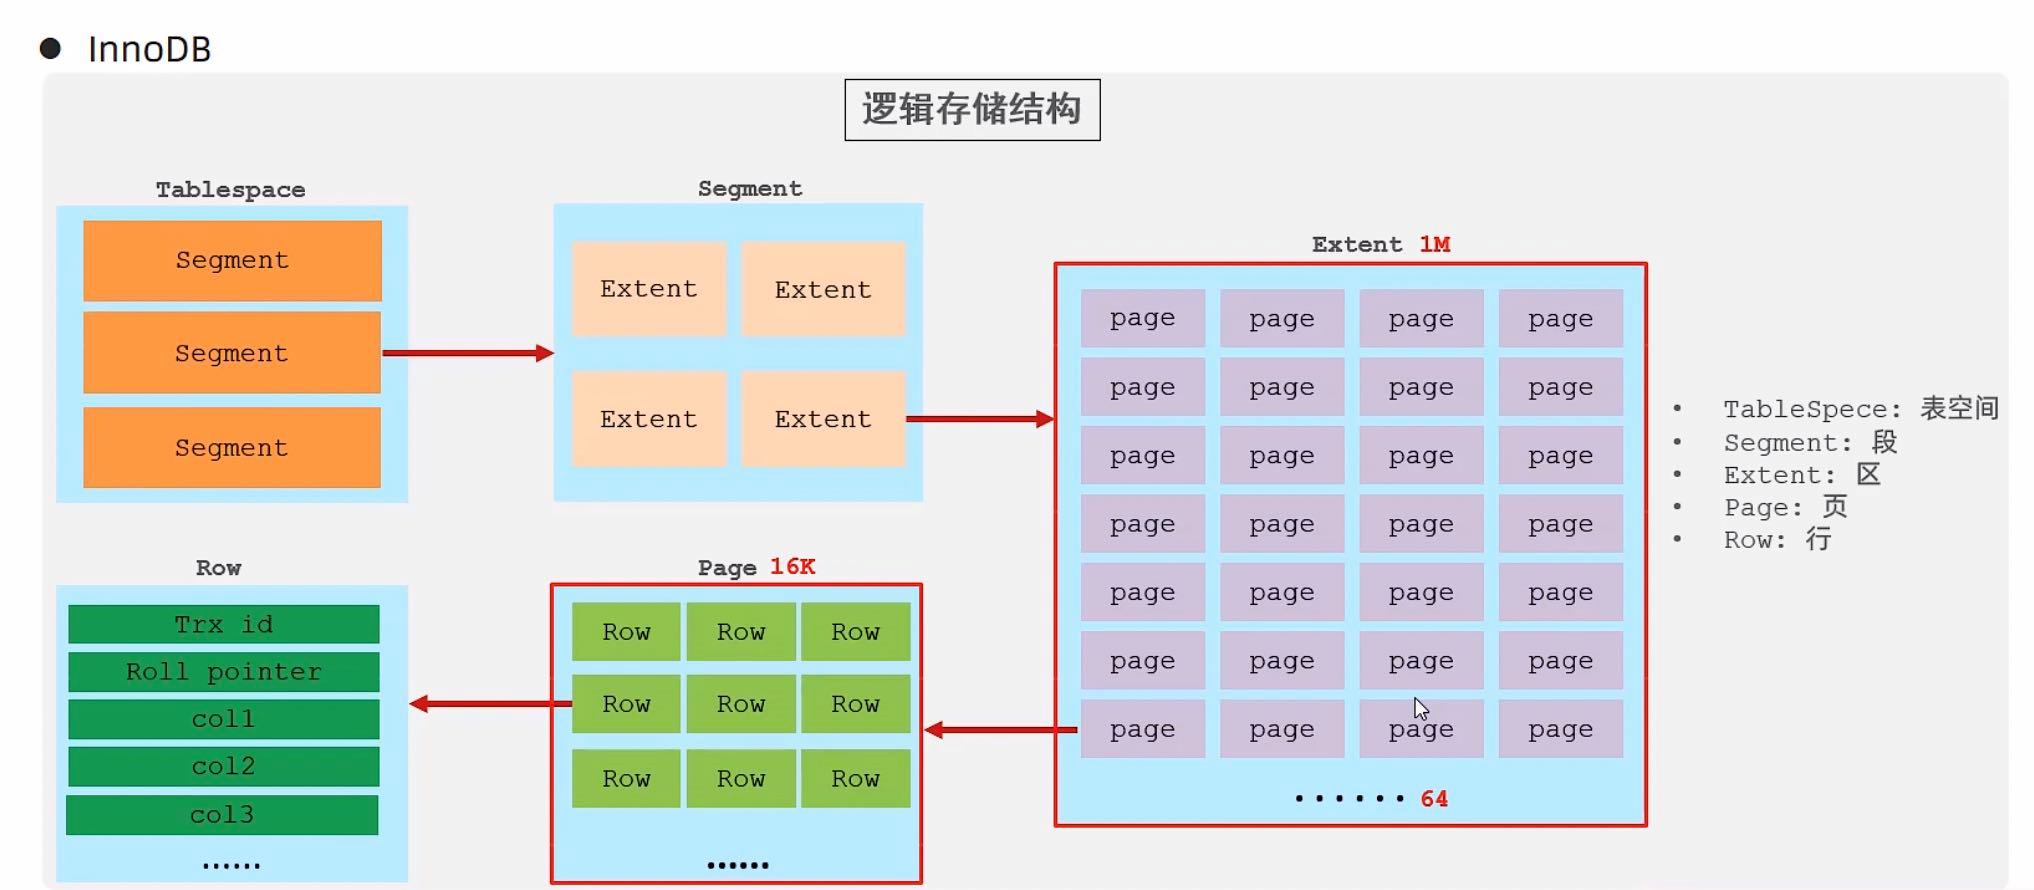 ● InnoDB
逻辑存储结构
Tablespace
Segment
Segment
Segment
Segment
Extent Extent
Extent Extent
Extent 1M
page page page page
page page page page
page page page page
page page page page
page page page page
page page page page
page page page page
······ 64
Page 16K
Row Row Row
Row Row Row
Row Row Row
······
Row
Trx id
Roll pointer
col1
col2
col3
······
• TableSpece: 表空间
• Segment: 段
• Extent: 区
• Page: 页
• Row: 行